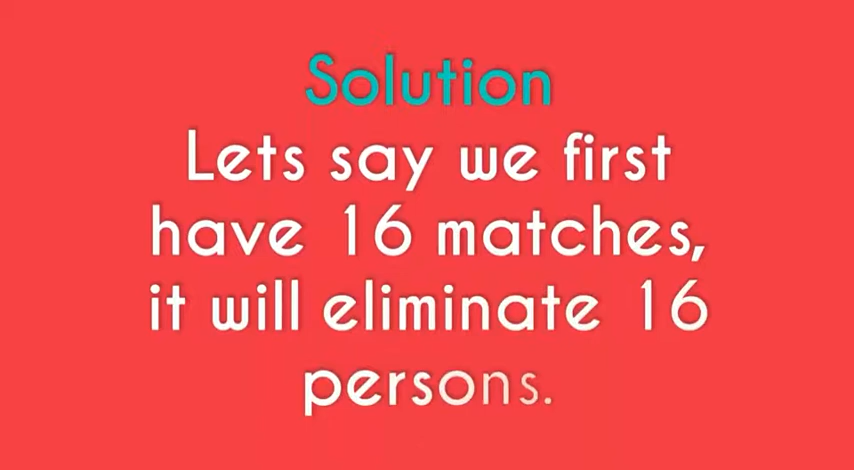 Solution
Lets say we first
have 16 matches,
it will eliminate 16
persons.